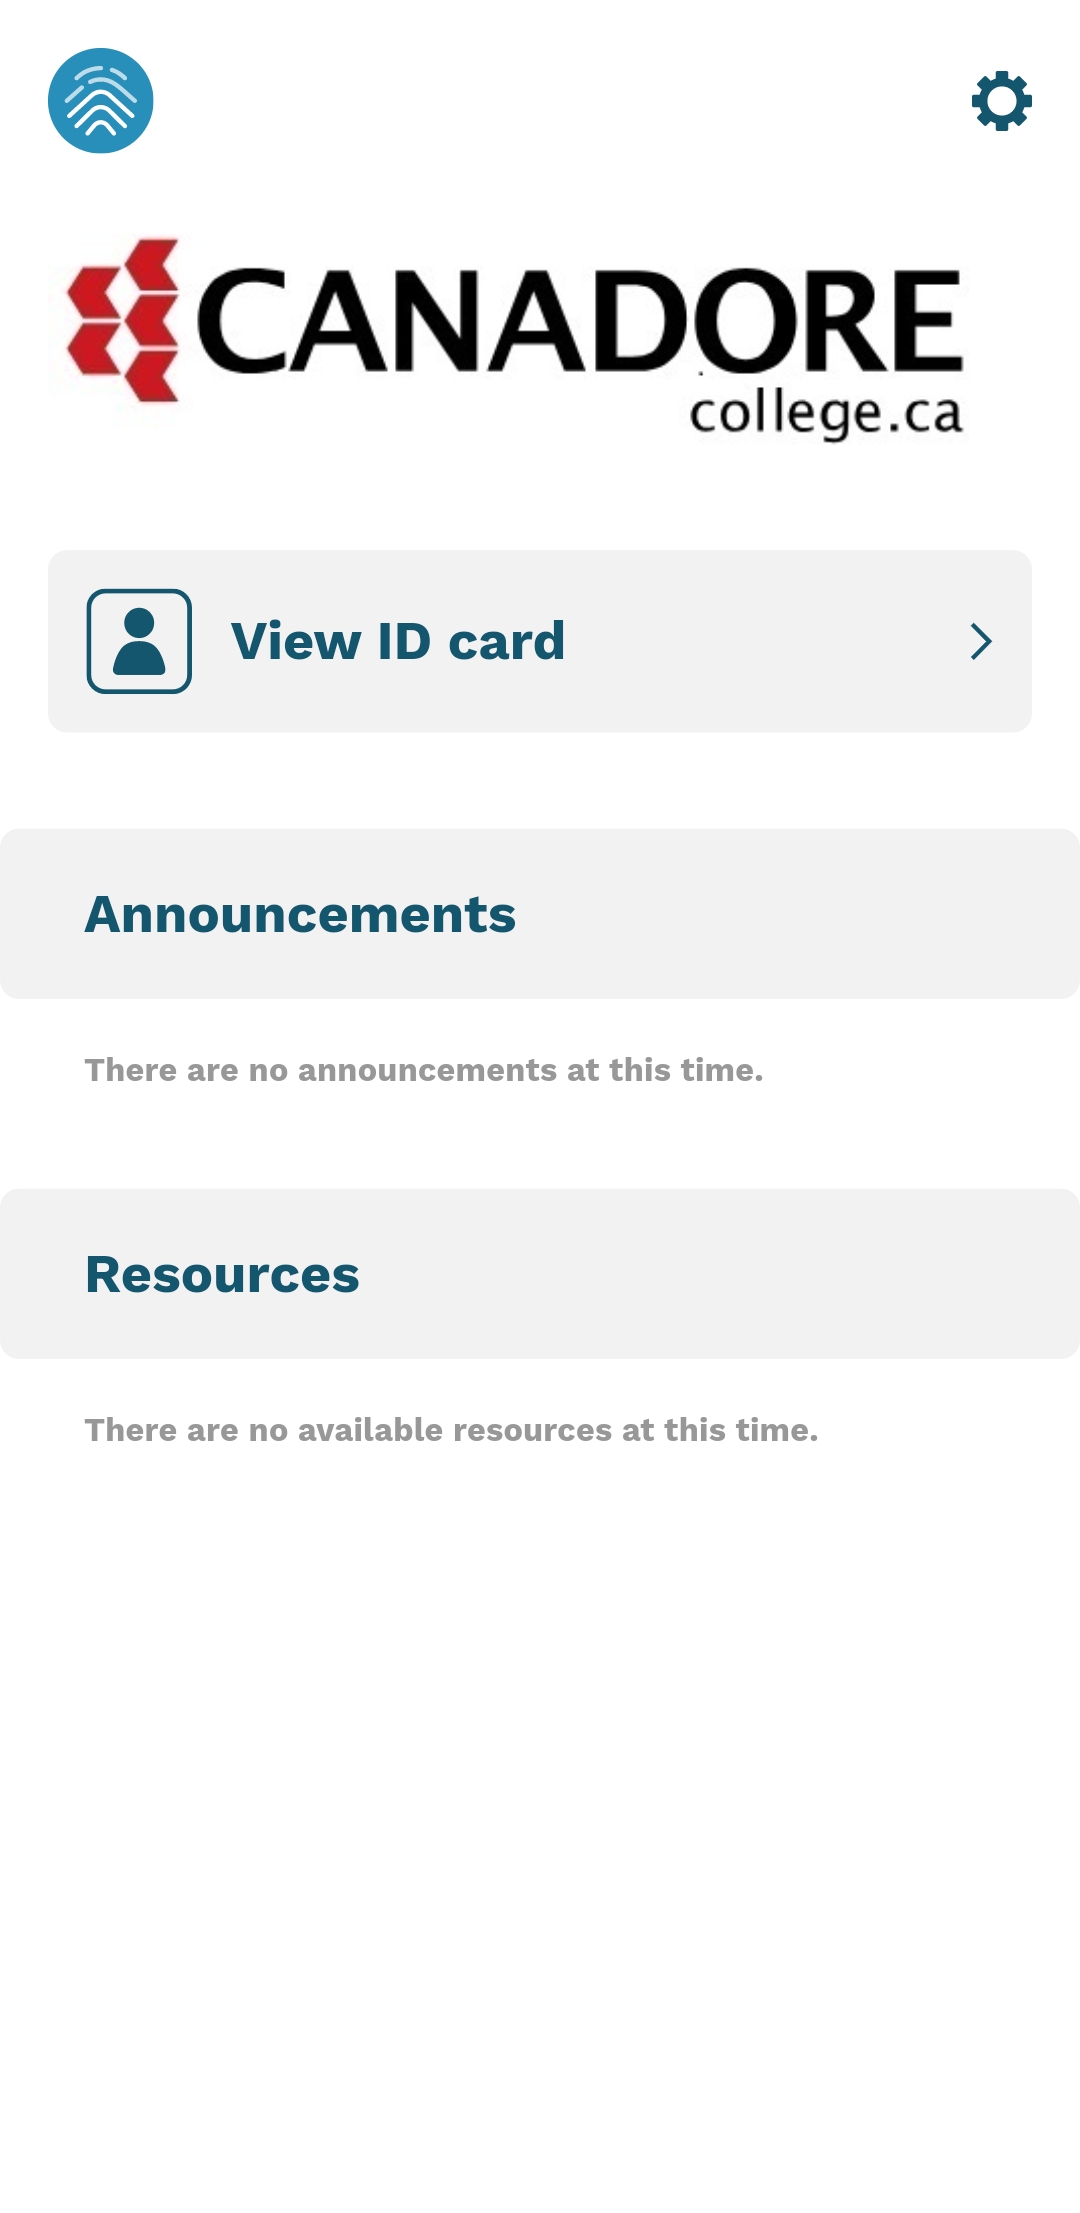 CANADORE
college.ca
View ID card
Announcements
There are no announcements at this time.
Resources
There are no available resources at this time.